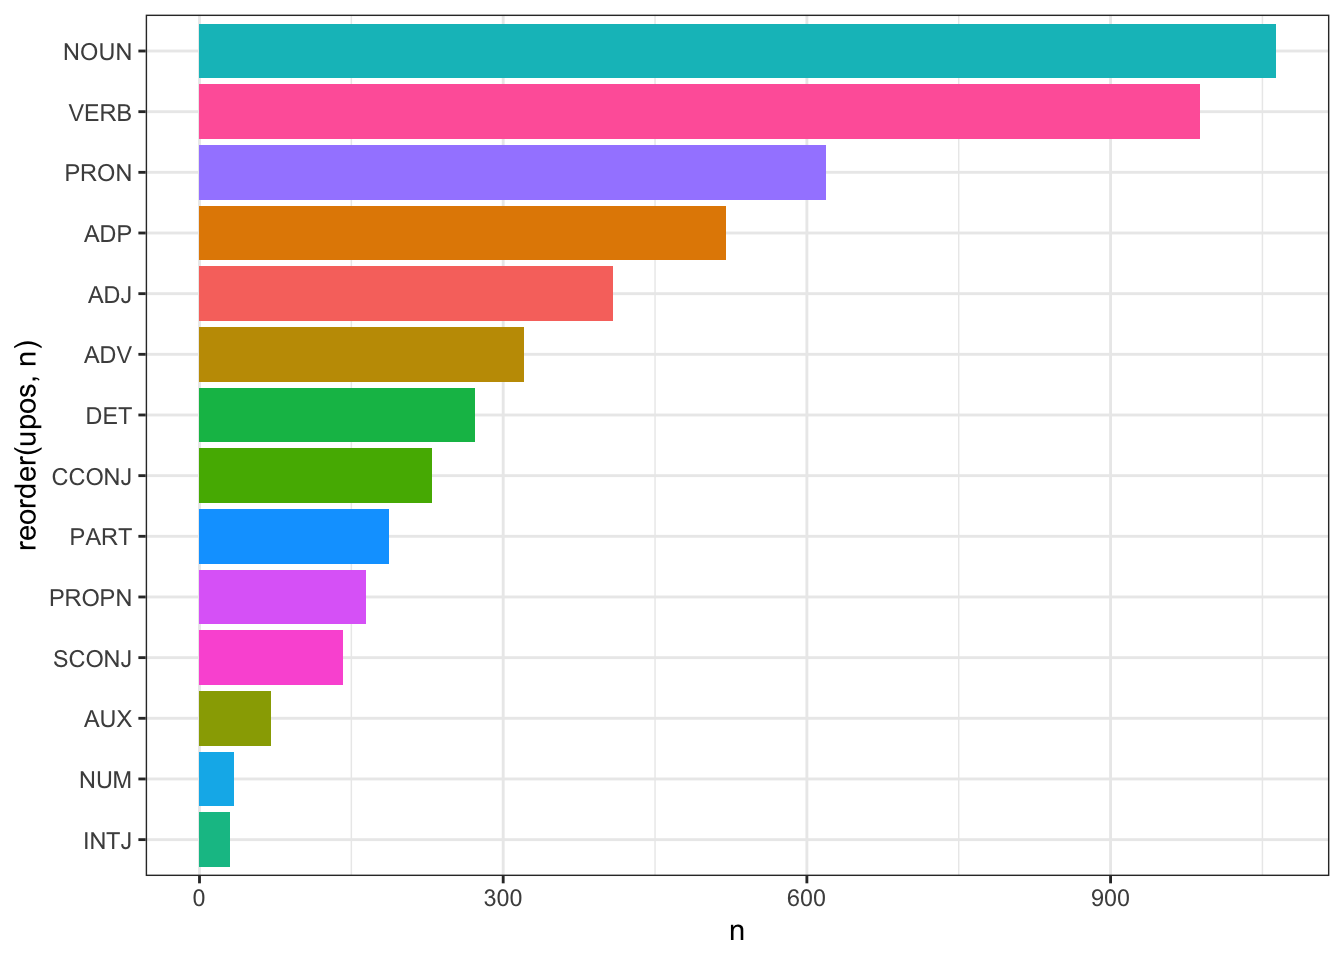 NOUN
VERB
PRON
ADP
ADJ
ADV
DET
CCONJ
PART
PROPN
SCONJ
AUX
NUM
INTJ
reorder(upos, n)
0 300 600 900
n